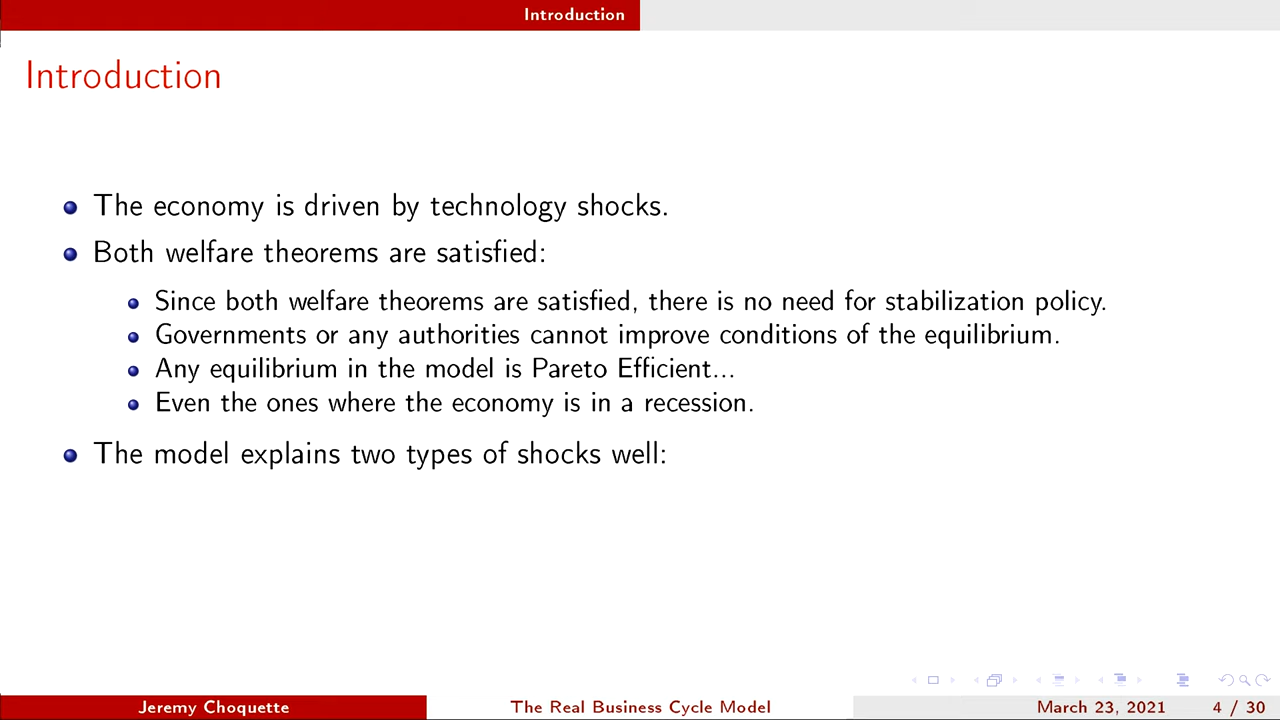 Introduction
Introduction
The economy is driven by technology shocks.
Both welfare theorems are satisfied:
Since both welfare theorems are satisfied, there is no need for stabilization policy.
Governments or any authorities cannot improve conditions of the equilibrium.
Any equilibrium in the model is Pareto Efficient...
Even the ones where the economy is in a recession.
The model explains two types of shocks well:
Jeremy Choquette
The Real Business Cycle Model
March 23, 2021
4 / 30